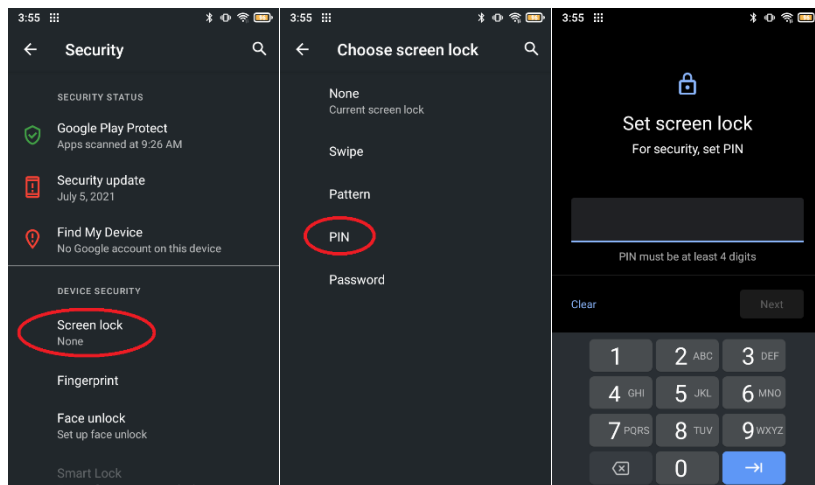 3:55
Security
SECURITY STATUS
Google Play Protect
Apps scanned at 9:26 AM
Security update
July 5, 2021
Find My Device
No Google account on this device
DEVICE SECURITY
Screen lock
None
Fingerprint
Face unlock
Set up face unlock
Smart Lock
3:55
Choose screen lock
None
Current screen lock
Swipe
Pattern
PIN
Password
3:55
Set screen lock
For security, set PIN
PIN must be at least 4 digits
Clear Next
1 2 ABC 3 DEF
4 GHI 5 JKL 6 MNO
7 PQRS 8 TUV 9 WXYZ
0